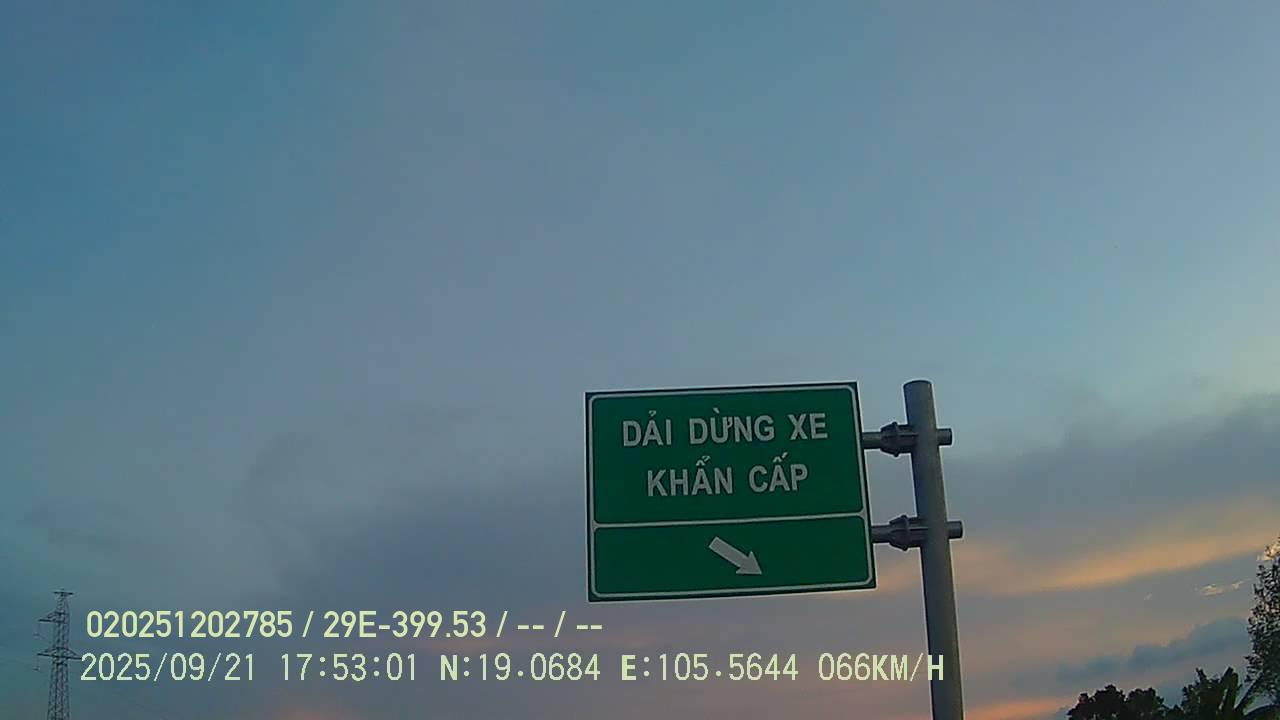 DẢI DỪNG XE
KHẨN CẤP
020251202785 / 29E-399.53 / -- / --
2025/09/21 17:53:01 N:19.0684 E:105.5644 066KM/H